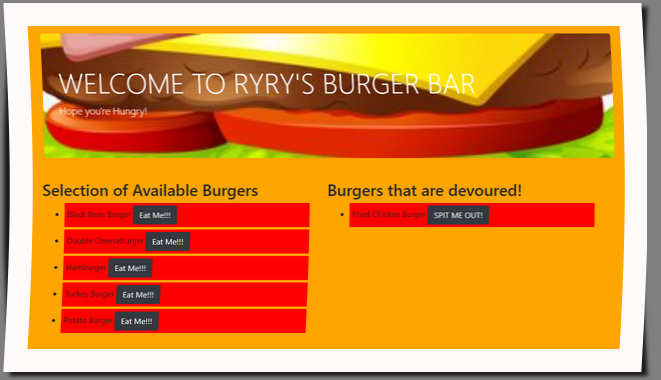 WELCOME TO RYRY'S BURGER BAR
Hope you're Hungry!
Selection of Available Burgers
Black Bean Burger Eat Me!!!
Double Cheeseburger Eat Me!!!
Hamburger Eat Me!!!
Turkey Burger Eat Me!!!
Potato Burger Eat Me!!!
Burgers that are devoured!
Fried Chicken Burger SPIT ME OUT!